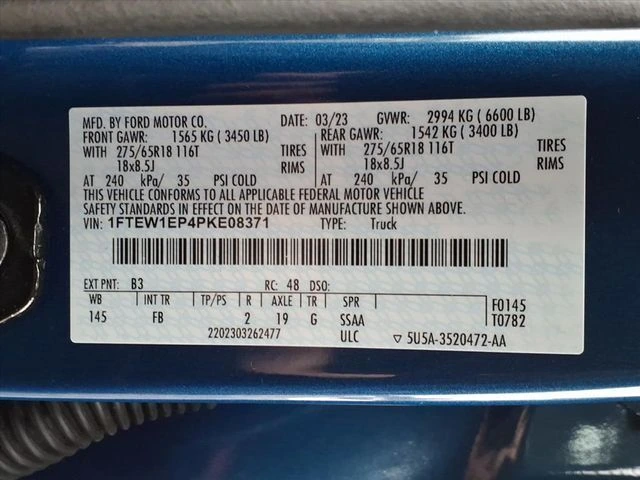 MFD. BY FORD MOTOR CO. DATE: 03/23 GVWR: 2994 KG ( 6600 LB)
FRONT GAWR: 1565 KG ( 3450 LB) REAR GAWR: 1542 KG ( 3400 LB)
WITH 275/65R18 116T TIRES WITH 275/65R18 116T TIRES
18x8.5J RIMS 18x8.5J RIMS
AT 240 kPa/ 35 PSI COLD AT 240 kPa/ 35 PSI COLD
THIS VEHICLE CONFORMS TO ALL APPLICABLE FEDERAL MOTOR VEHICLE
SAFETY STANDARDS IN EFFECT ON THE DATE OF MANUFACTURE SHOWN ABOVE.
VIN: 1FTEW1EP4PKE08371 TYPE: Truck
EXT PNT: B3 RC: 48 DSO:
WB INT TR TP/PS R AXLE TR SPR F0145
145 FB 2 19 G SSAA T0782
2202303262477 ULC ▽ 5U5A-3520472-AA